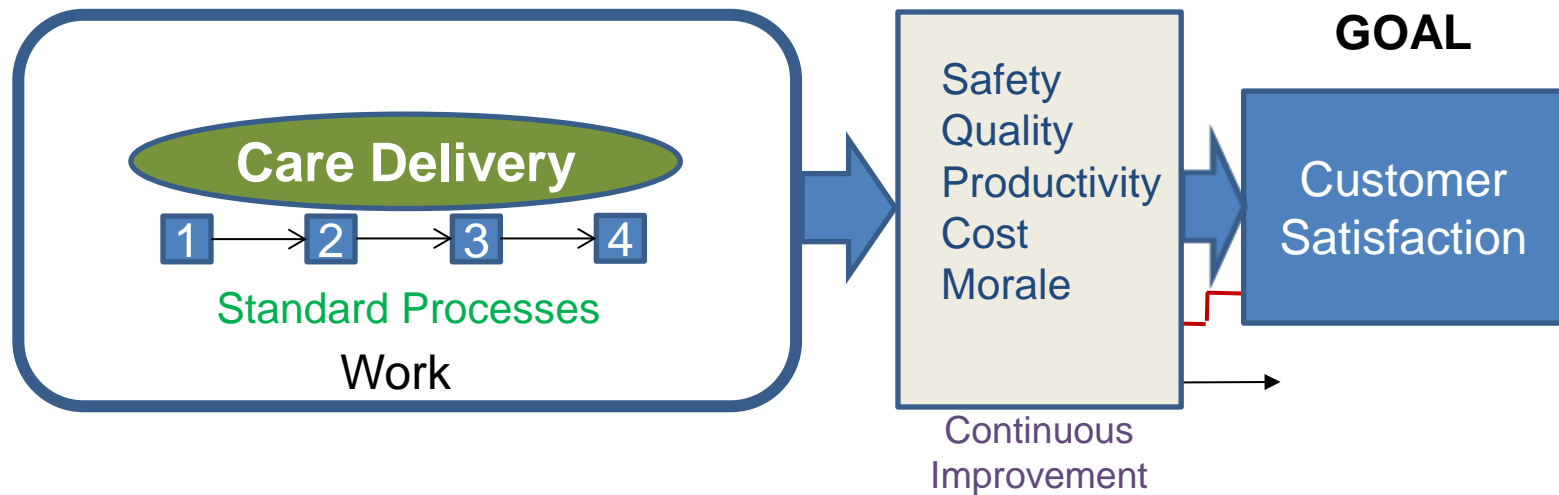 Care Delivery
1 2 3 4
Standard Processes
Work
Safety
Quality
Productivity
Cost
Morale
Continuous
Improvement
GOAL
Customer
Satisfaction